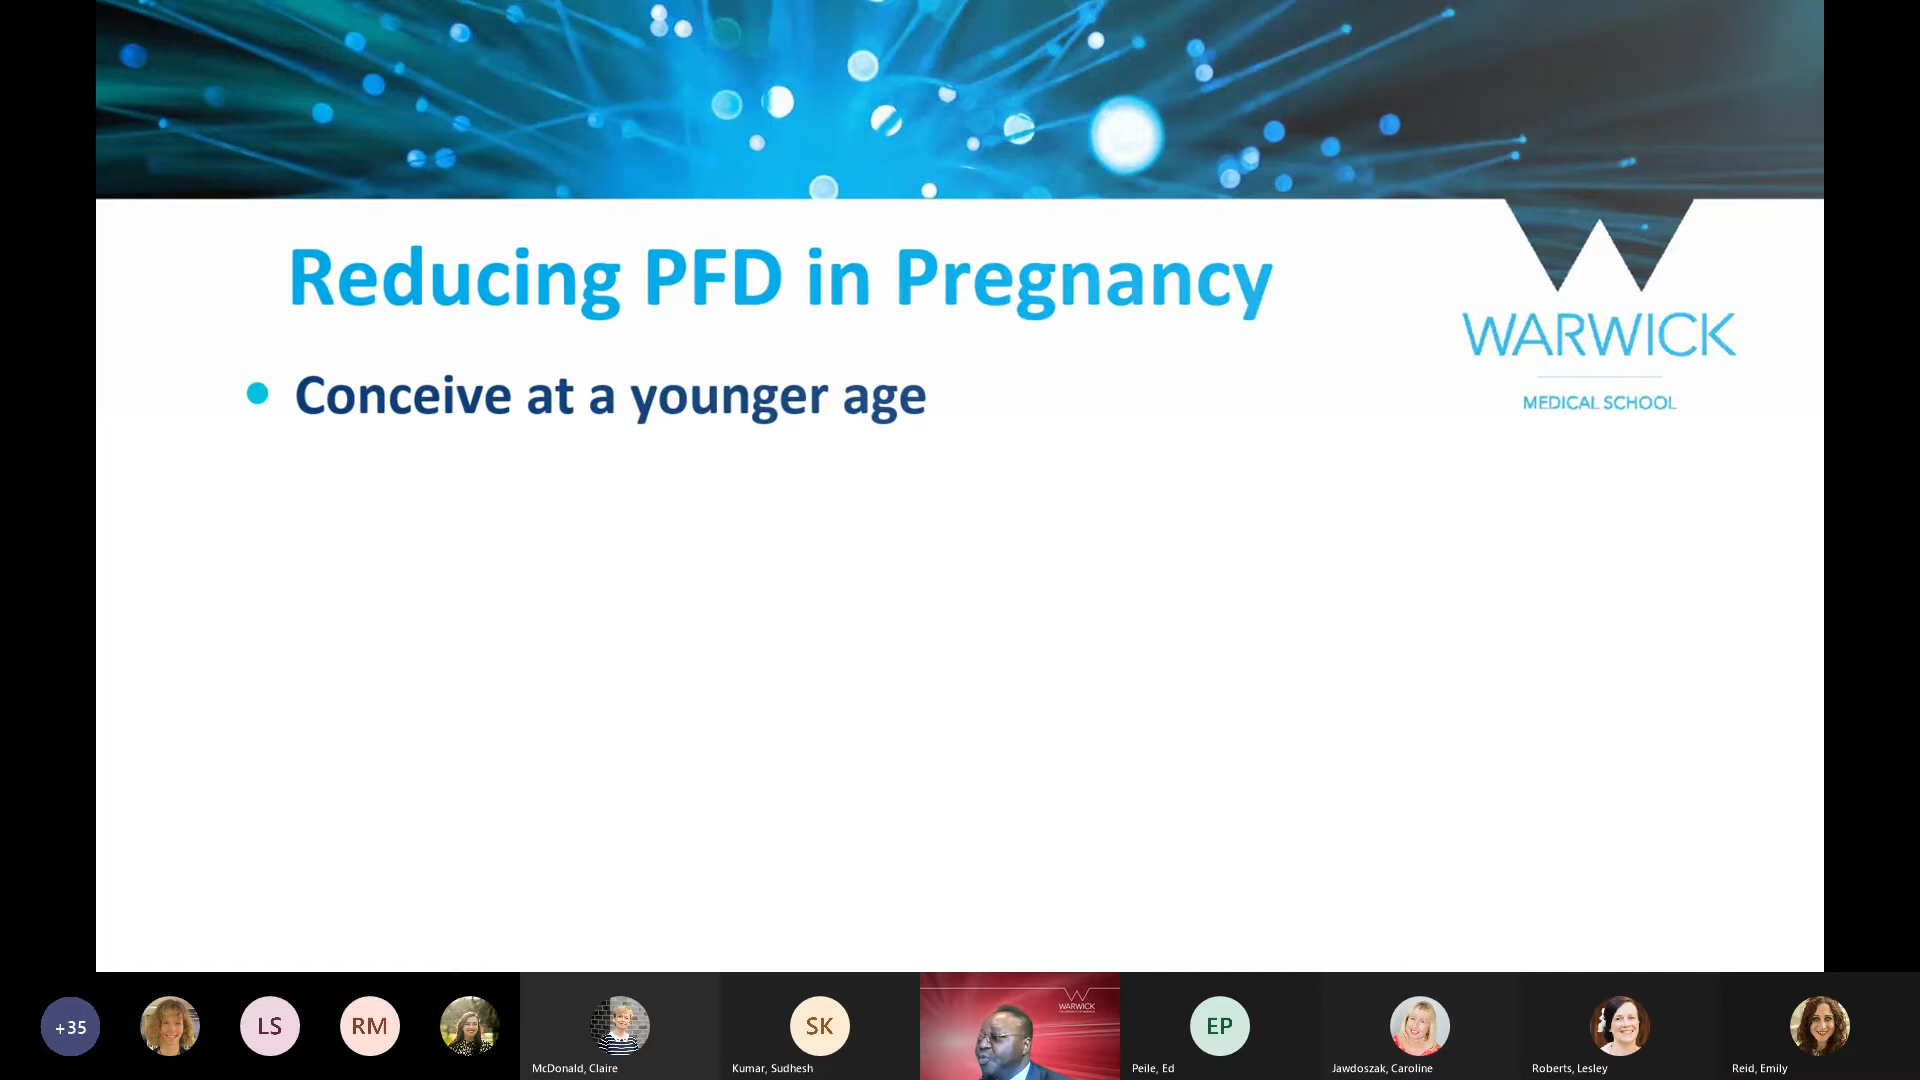 Reducing PFD in Pregnancy
• Conceive at a younger age
WARWICK
MEDICAL SCHOOL
+35
LS
RM
McDonald, Claire
SK
Kumar, Sudhesh
WARWICK
EP
Peile, Ed
Jawdoszak, Caroline
Roberts, Lesley
Reid, Emily